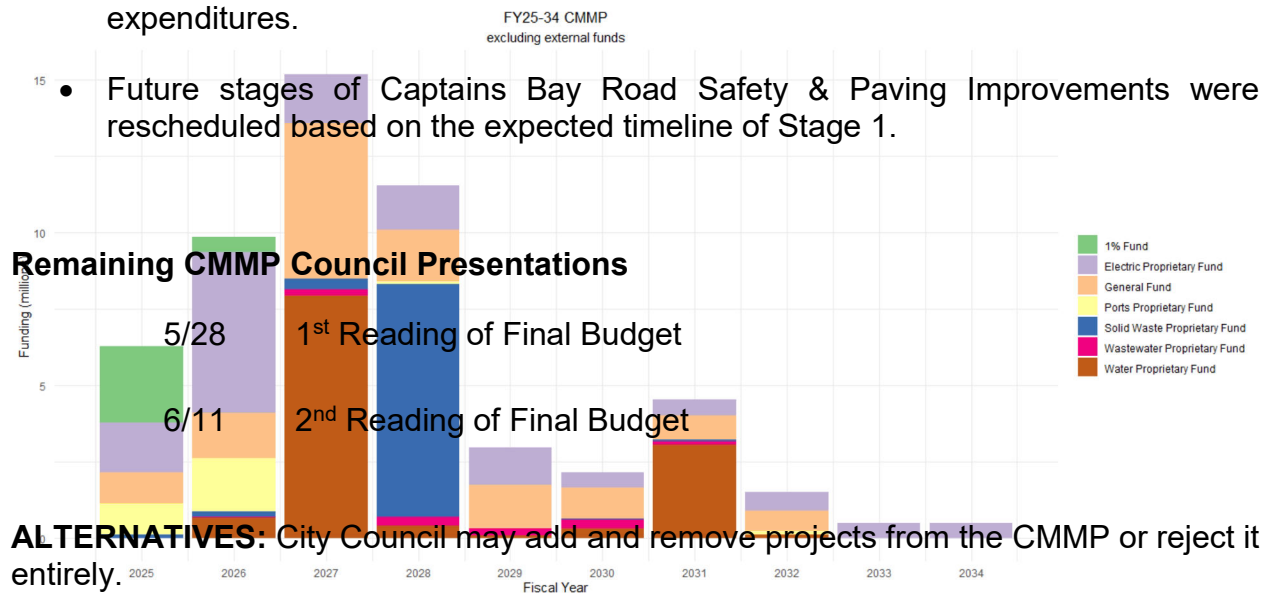 expenditures.
FY25-34 CMMP
excluding external funds
• Future stages of Captains Bay Road Safety & Paving Improvements were
rescheduled based on the expected timeline of Stage 1.
Remaining CMMP Council Presentations
5/28 1st Reading of Final Budget
6/11 2nd Reading of Final Budget
ALTERNATIVES: City Council may add and remove projects from the CMMP or reject it
entirely.
15
10
5
0
Funding (millions)
2025 2026 2027 2028 2029 2030 2031 2032 2033 2034
Fiscal Year
1% Fund
Electric Proprietary Fund
General Fund
Ports Proprietary Fund
Solid Waste Proprietary Fund
Wastewater Proprietary Fund
Water Proprietary Fund